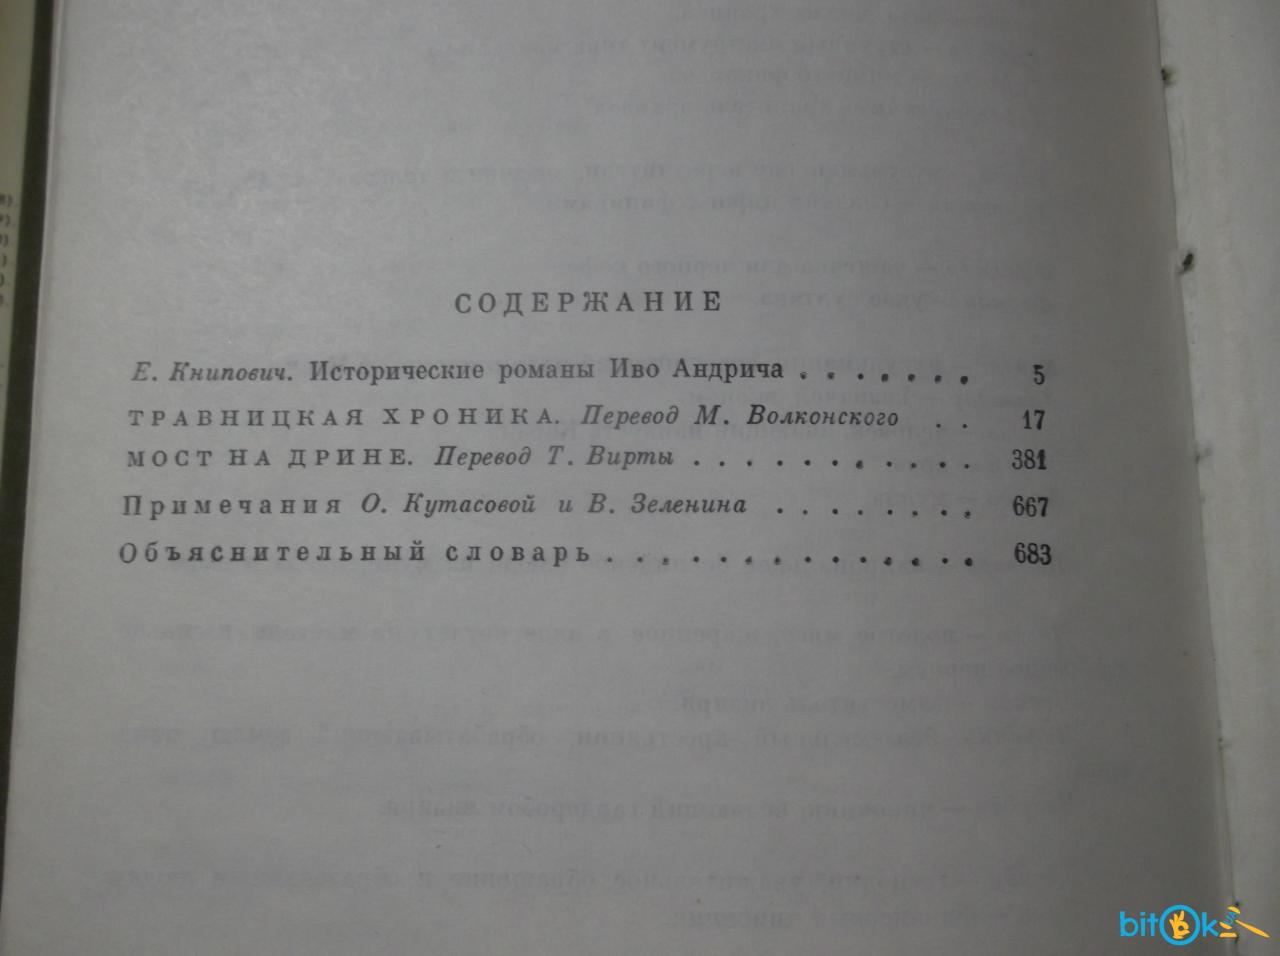 СОДЕРЖАНИЕ
Е. Книпович. Исторические романы Иво Андрича . . . . . . . 5
ТРАВНИЦКАЯ ХРОНИКА. Перевод М. Волконского . . 17
МОСТ НА ДРИНЕ. Перевод Т. Вирты . . . . . . . . . . . 381
Примечания О. Кутасовой и В. Зеленина . . . . . . . . 667
Объяснительный словарь . . . . . . . . . . . . . . 683
bitOk